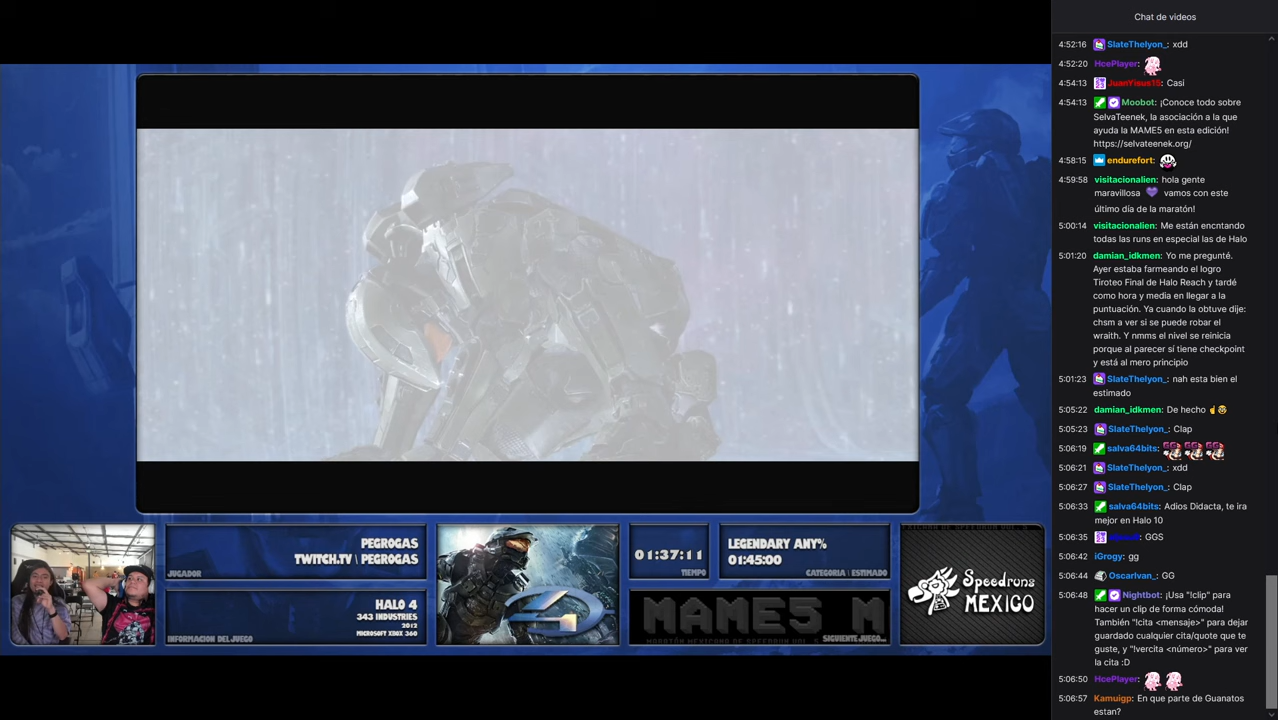 Chat de videos
4:52:16 SlateThelyon_: xdd
4:52:20 HcePlayer:
4:54:13 JuanYisus15: Casi
4:54:13 Moobot: ¡Conoce todo sobre
SelvaTeenek, la asociación a la que
ayuda la MAME5 en esta edición!
https://selvateenek.org/
4:58:15 endurefort:
4:59:58 visitacionalien: hola gente
maravillosa 💜 vamos con este
último día de la maratón!
5:00:14 visitacionalien: Me están encntando
todas las runs en especial las de Halo
5:01:20 damian_idkmen: Yo me pregunté.
Ayer estaba farmeando el logro
Tiroteo Final de Halo Reach y tardé
como hora y media en llegar a la
puntuación. Ya cuando la obtuve dije:
chsm a ver si se puede robar el
wraith. Y nmms el nivel se reinicia
porque al parecer sí tiene checkpoint
y está al mero principio
5:01:23 SlateThelyon_: nah esta bien el
estimado
5:05:22 damian_idkmen: De hecho ☝🤓
5:05:23 SlateThelyon_: Clap
5:06:19 salva64bits:
5:06:21 SlateThelyon_: xdd
5:06:27 SlateThelyon_: Clap
5:06:33 salva64bits: Adios Didacta, te ira
mejor en Halo 10
5:06:35 GGS
5:06:42 iGrogy: gg
5:06:44 OscarIvan_: GG
5:06:48 Nightbot: ¡Usa "!clip" para
hacer un clip de forma cómoda!
También "!cita <mensaje>" para dejar
guardado cualquier cita/quote que te
guste, y "!vercita <número>" para ver
la cita :D
5:06:50 HcePlayer:
5:06:57 Kamuigp: En que parte de Guanatos
estan?
PEGROGAS
TWITCH.TV \ PEGROGAS
JUGADOR
HALO 4
343 INDUSTRIES
2012
MICROSOFT XBOX 360
INFORMACION DEL JUEGO
4
01:37:11
TIEMPO
LEGENDARY ANY%
01:45:00
CATEGORIA \ ESTIMADO
MAME5 M
SIGUIENTE JUEGO...
Speedruns
MEXICO